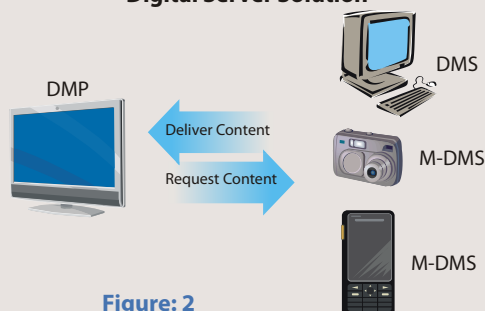 Digital Server Solution
DMP
DMS
Deliver Content
M-DMS
Request Content
M-DMS
Figure: 2